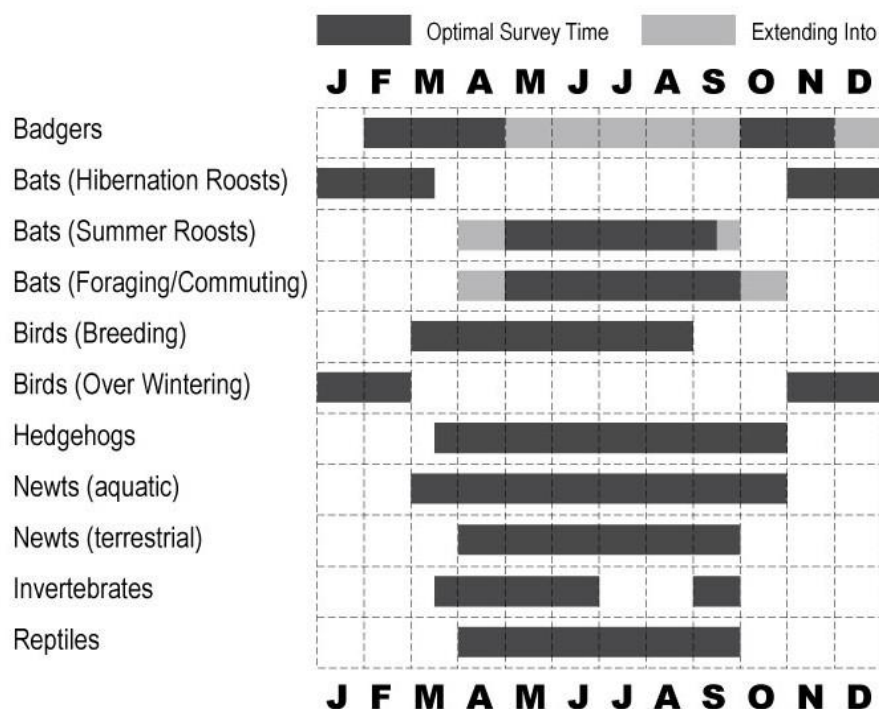 Optimal Survey Time Extending Into
J F M A M J J A S O N D
Badgers
Bats (Hibernation Roosts)
Bats (Summer Roosts)
Bats (Foraging/Commuting)
Birds (Breeding)
Birds (Over Wintering)
Hedgehogs
Newts (aquatic)
Newts (terrestrial)
Invertebrates
Reptiles
J F M A M J J A S O N D